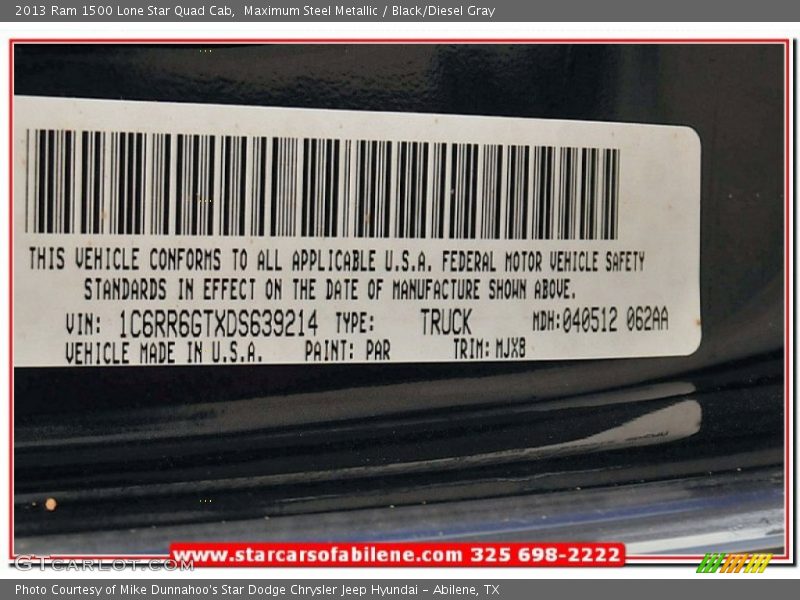 2013 Ram 1500 Lone Star Quad Cab,  Maximum Steel Metallic / Black/Diesel Gray
THIS VEHICLE CONFORMS TO ALL APPLICABLE U.S.A. FEDERAL MOTOR VEHICLE SAFETY
STANDARDS IN EFFECT ON THE DATE OF MANUFACTURE SHOWN ABOVE.
VIN: 1C6RR6GTXDS639214 TYPE: TRUCK MDH:040512 062AA
VEHICLE MADE IN U.S.A. PAINT: PAR TRIM: MJX8
www.starcarsofabilene.com 325 698-2222
GTcarlot.com
Photo Courtesy of Mike Dunnahoo's Star Dodge Chrysler Jeep Hyundai - Abilene, TX